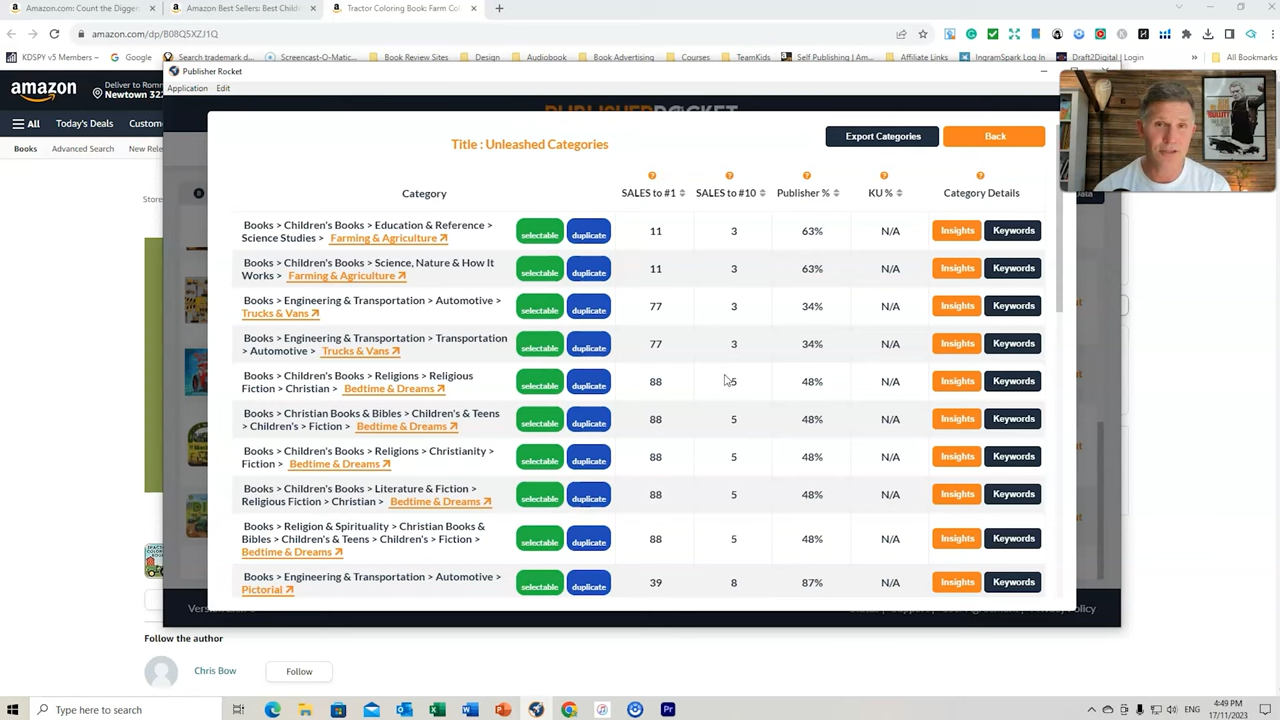 Amazon.com: Count the Digger
Amazon Best Sellers: Best Childr
Tractor Coloring Book: Farm Col
amazon.com/dp/B08Q5XZJ1Q
KDSPY v5 Members –
Google
Search trademark...
Screencast-O-Matic...
Book Review Sites
Design
Audiobook
Book Advertising
Courses
TeamKids
Self Publishing | Am...
Affiliate Links
IngramSpark Log In
Draft2Digital | Login
All Bookmarks
Publisher Rocket
Application
Edit
amazon
Deliver to Rom
Newtown 322
All
Today's Deals
Custome
Books
Advanced Search
New Rele
Store
Title : Unleashed Categories
Export Categories
Back
Category
SALES to #1
SALES to #10
Publisher %
KU %
Category Details
Books > Children's Books > Education & Reference >
Science Studies > Farming & Agriculture
selectable
duplicate
11
3
63%
N/A
Insights
Keywords
Books > Children's Books > Science, Nature & How It
Works > Farming & Agriculture
selectable
duplicate
11
3
63%
N/A
Insights
Keywords
Books > Engineering & Transportation > Automotive >
Trucks & Vans
selectable
duplicate
77
3
34%
N/A
Insights
Keywords
Books > Engineering & Transportation > Transportation
> Automotive > Trucks & Vans
selectable
duplicate
77
3
34%
N/A
Insights
Keywords
Books > Children's Books > Religions > Religious
Fiction > Christian > Bedtime & Dreams
selectable
duplicate
88
5
48%
N/A
Insights
Keywords
Books > Christian Books & Bibles > Children's & Teens
> Children's > Fiction > Bedtime & Dreams
selectable
duplicate
88
5
48%
N/A
Insights
Keywords
Books > Children's Books > Religions > Christianity >
Fiction > Bedtime & Dreams
selectable
duplicate
88
5
48%
N/A
Insights
Keywords
Books > Children's Books > Literature & Fiction >
Religious Fiction > Christian > Bedtime & Dreams
selectable
duplicate
88
5
48%
N/A
Insights
Keywords
Books > Religion & Spirituality > Christian Books &
Bibles > Children's & Teens > Children's > Fiction >
Bedtime & Dreams
selectable
duplicate
88
5
48%
N/A
Insights
Keywords
Books > Engineering & Transportation > Automotive >
Pictorial
selectable
duplicate
39
8
87%
N/A
Insights
Keywords
Follow the author
Chris Bow
Follow
Type here to search
4:49 PM
17/11/2023